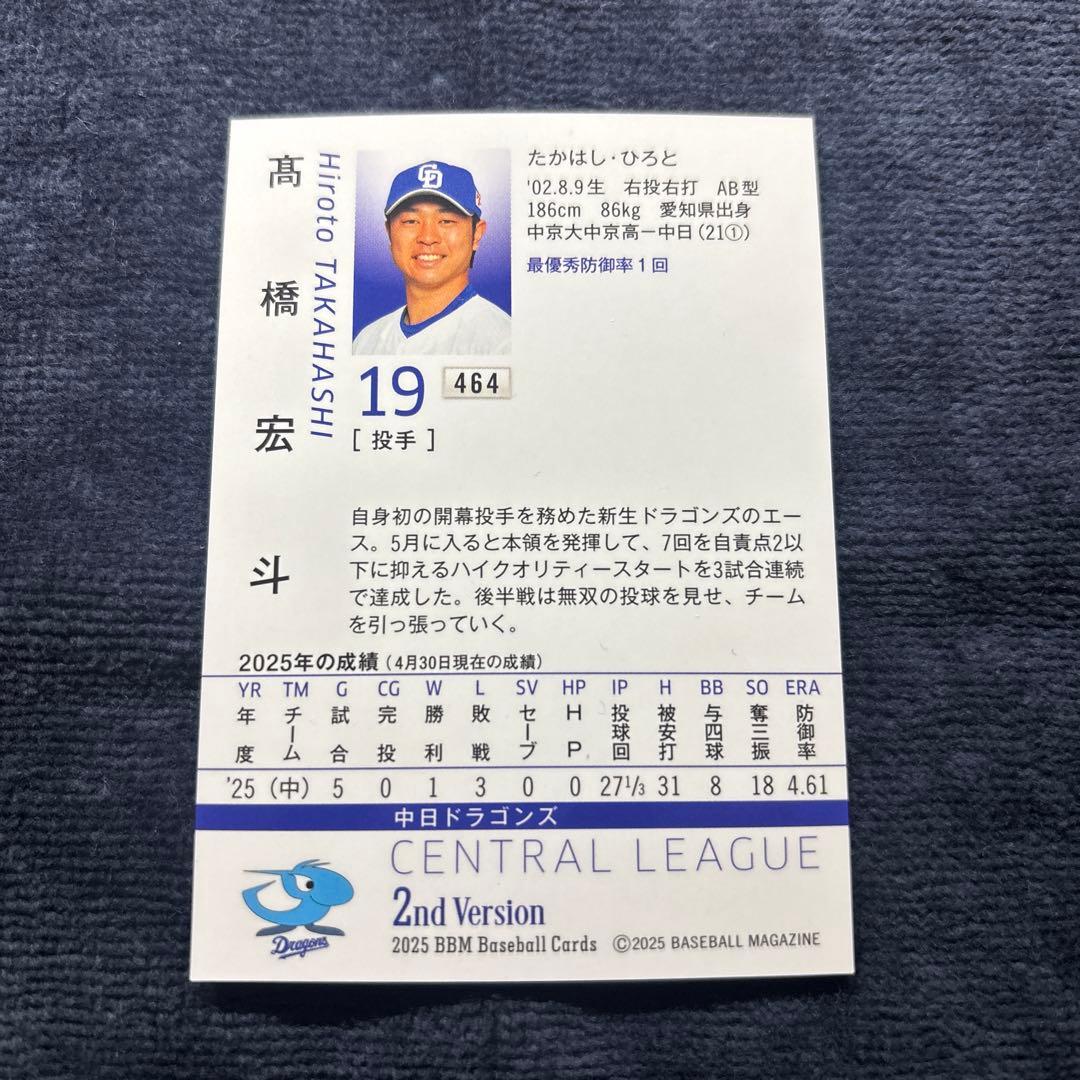 髙橋宏斗
Hiroto TAKAHASHI
たかはし・ひろと
'02.8.9生 右投右打 AB型
186cm 86kg 愛知県出身
中京大中京高ー中日(21①)
最優秀防御率1回
19
464
[投手]
自身初の開幕投手を務めた新生ドラゴンズのエー
ス。5月に入ると本領を発揮して、7回を自責点2以
下に抑えるハイクオリティースタートを3試合連続
で達成した。後半戦は無双の投球を見せ、チーム
を引っ張っていく。
2025年の成績(4月30日現在の成績)
YR TM G CG W L SV HP IP H BB SO ERA
年度 チーム 試合 完投 勝利 敗戦 セーブ HP 投球回 被安打 与四球 奪三振 防御率
'25 (中) 5 0 1 3 0 0 27⅓ 31 8 18 4.61
中日ドラゴンズ
CENTRAL LEAGUE
2nd Version
2025 BBM Baseball Cards ©2025 BASEBALL MAGAZINE
Dragons